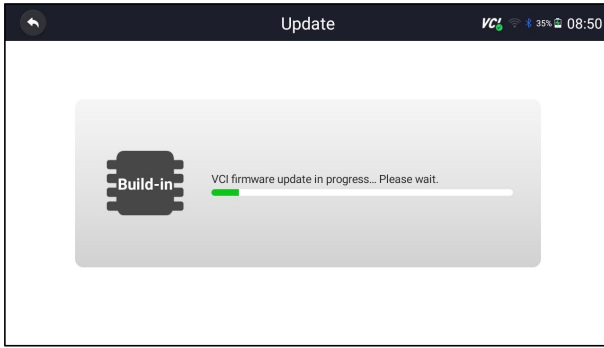 Update
VCI 35% 08:50
Build-in
VCI firmware update in progress... Please wait.